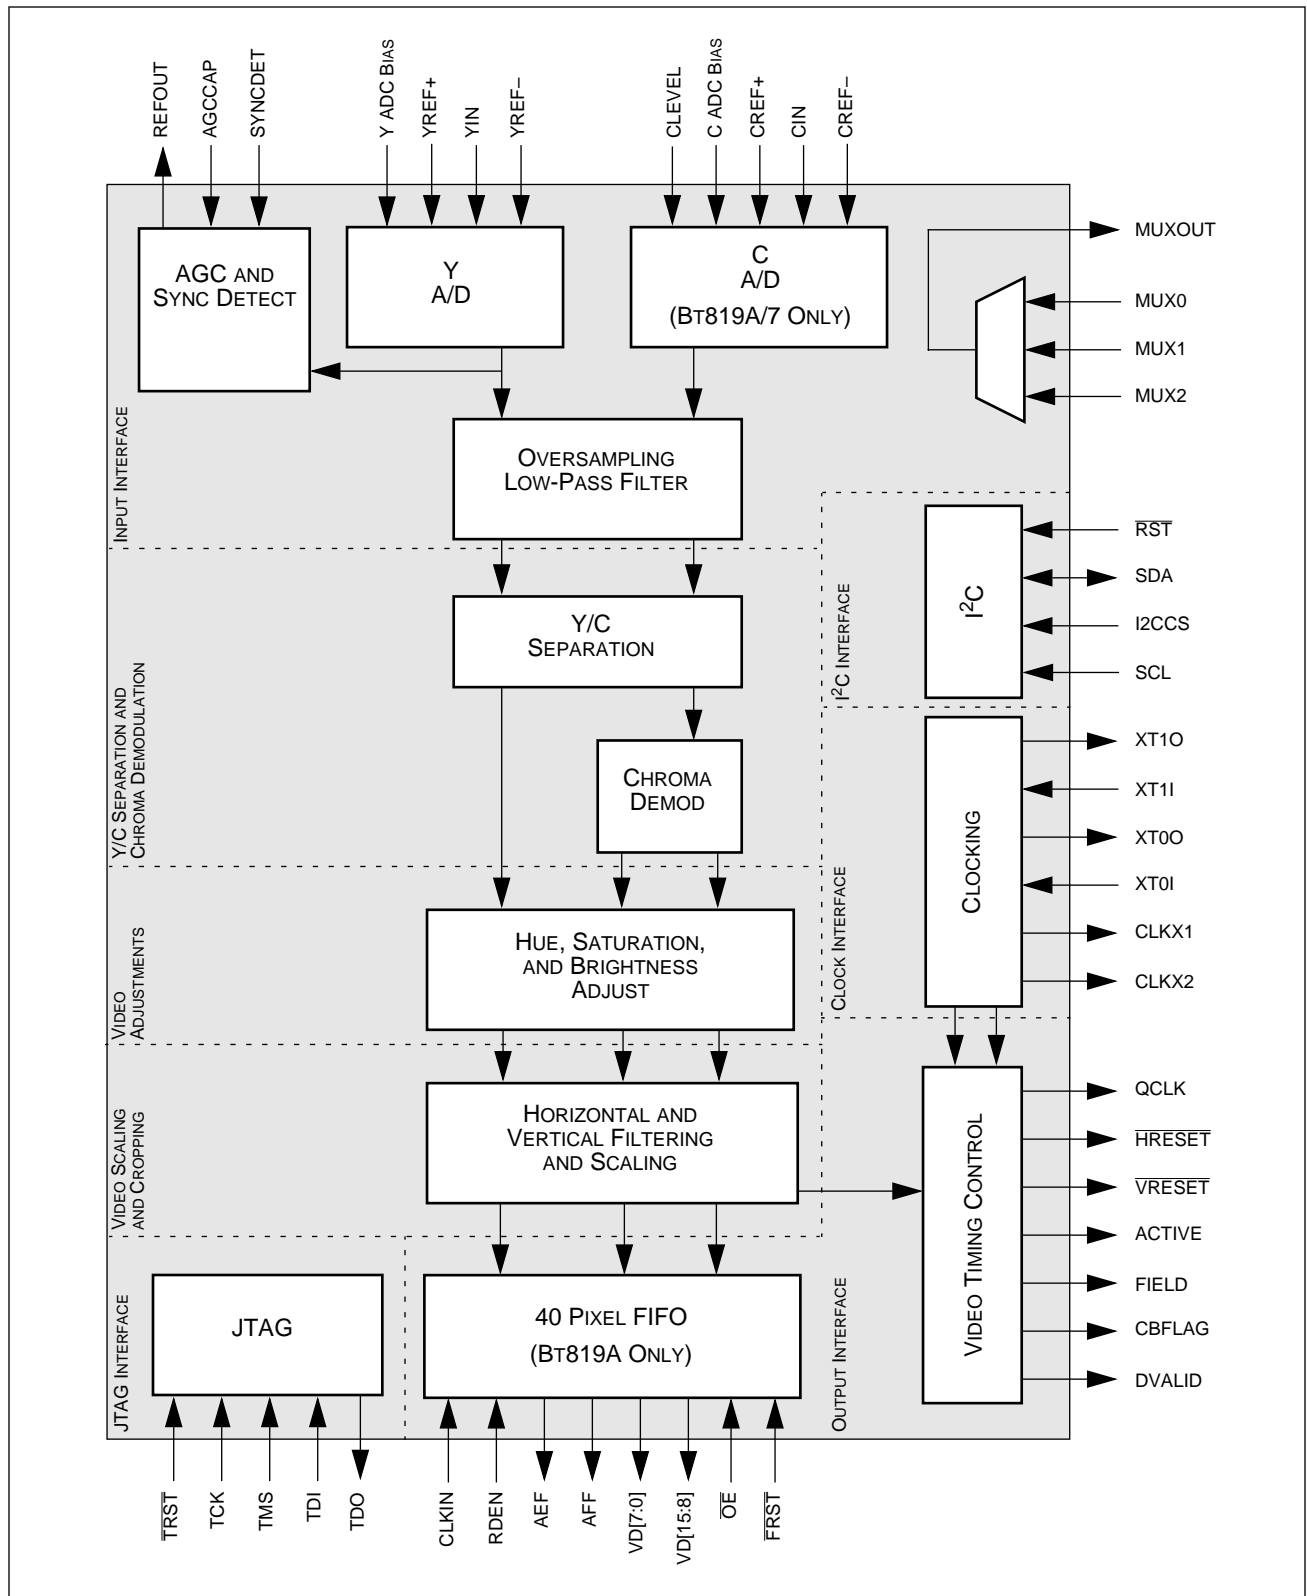 REFOUT
AGCCAP
SYNCDET
Y ADC BIAS
YREF+
YIN
YREF–
CLEVEL
C ADC BIAS
CREF+
CIN
CREF–
AGC AND
SYNC DETECT
Y
A/D
C
A/D
(BT819A/7 ONLY)
MUXOUT
MUX0
MUX1
MUX2
INPUT INTERFACE
OVERSAMPLING
LOW-PASS FILTER
I²C INTERFACE
I²C
RST
SDA
I2CCS
SCL
Y/C SEPARATION AND
CHROMA DEMODULATION
Y/C
SEPARATION
CHROMA
DEMOD
CLOCK INTERFACE
CLOCKING
XT1O
XT1I
XT0O
XT0I
CLKX1
CLKX2
VIDEO
ADJUSTMENTS
HUE, SATURATION,
AND BRIGHTNESS
ADJUST
VIDEO SCALING
AND CROPPING
HORIZONTAL AND
VERTICAL FILTERING
AND SCALING
VIDEO TIMING CONTROL
QCLK
HRESET
VRESET
ACTIVE
FIELD
CBFLAG
DVALID
JTAG INTERFACE
JTAG
40 PIXEL FIFO
(BT819A ONLY)
OUTPUT INTERFACE
TRST
TCK
TMS
TDI
TDO
CLKIN
RDEN
AEF
AFF
VD[7:0]
VD[15:8]
OE
FRST